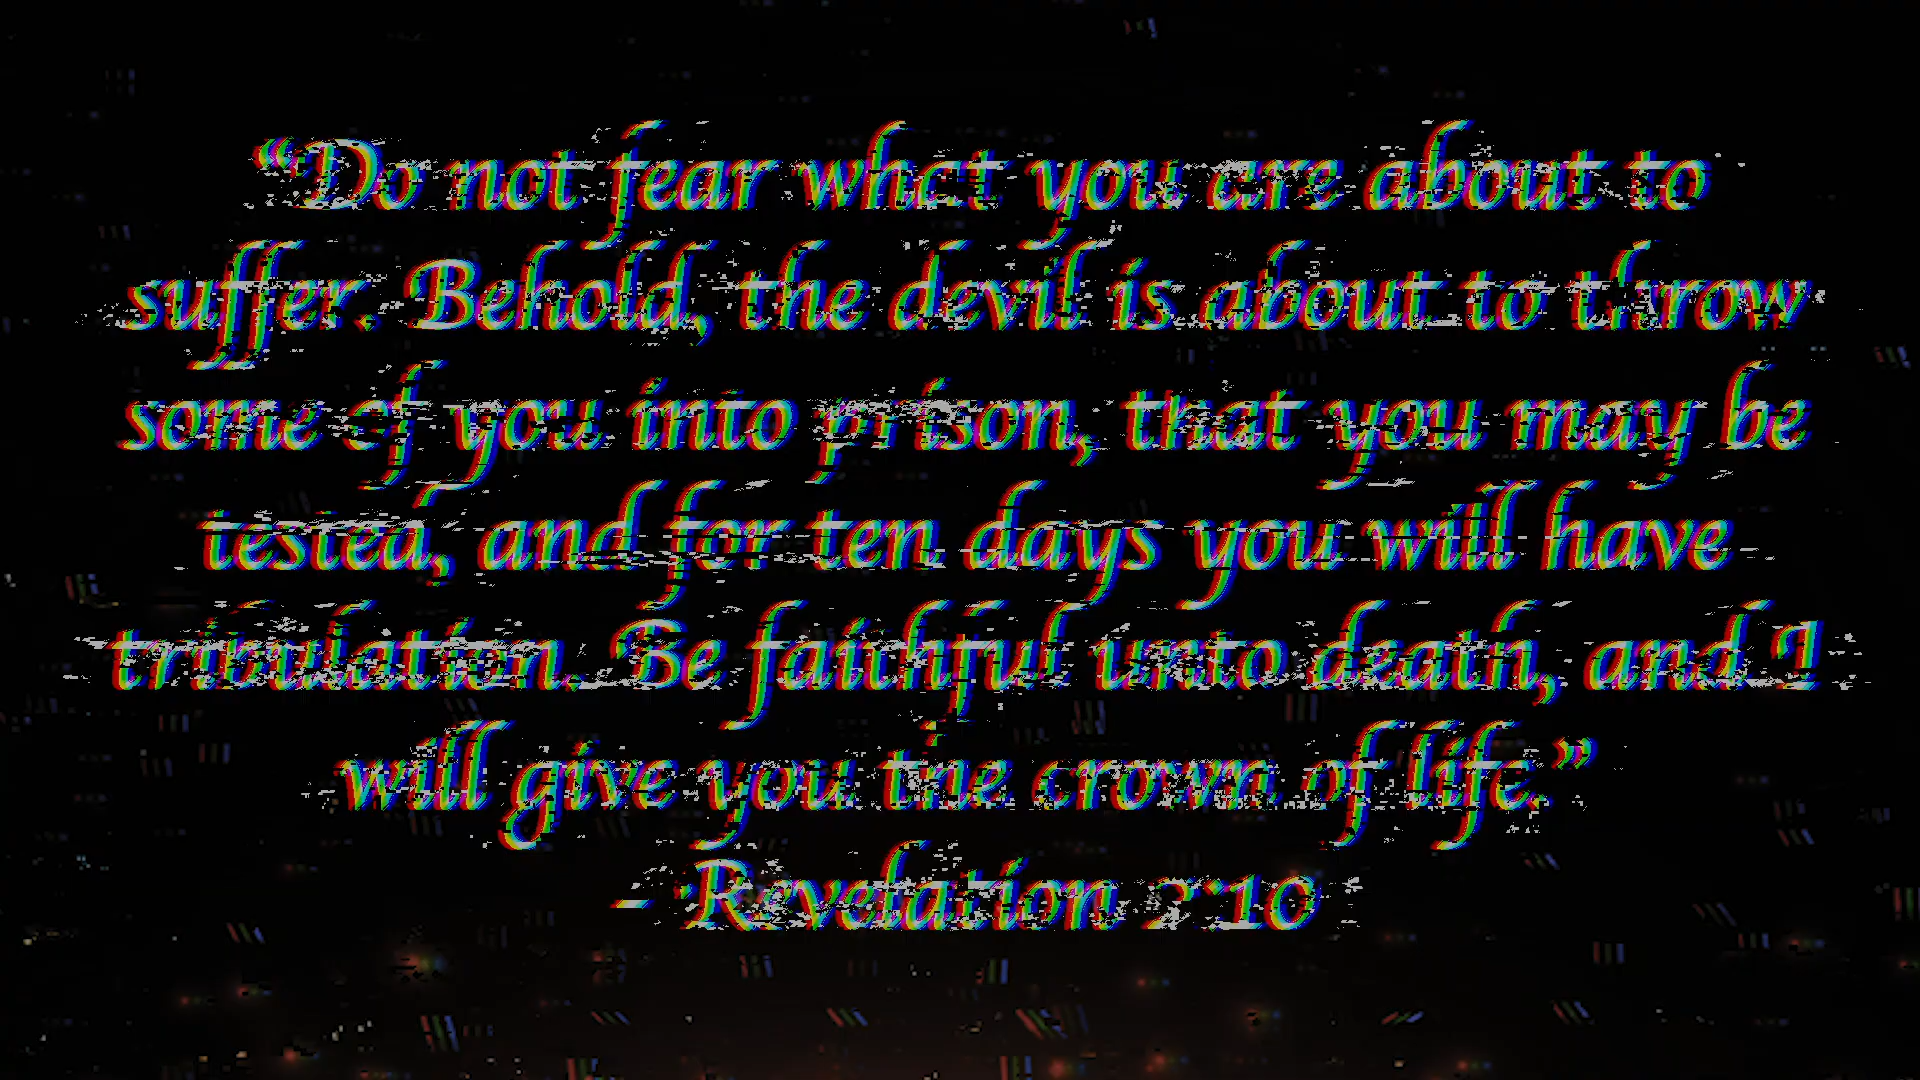 “Do not fear what you are about to
suffer. Behold, the devil is about to throw
some of you into prison, that you may be
tested, and for ten days you will have
tribulation. Be faithful unto death, and I
will give you the crown of life.”
- Revelation 2:10